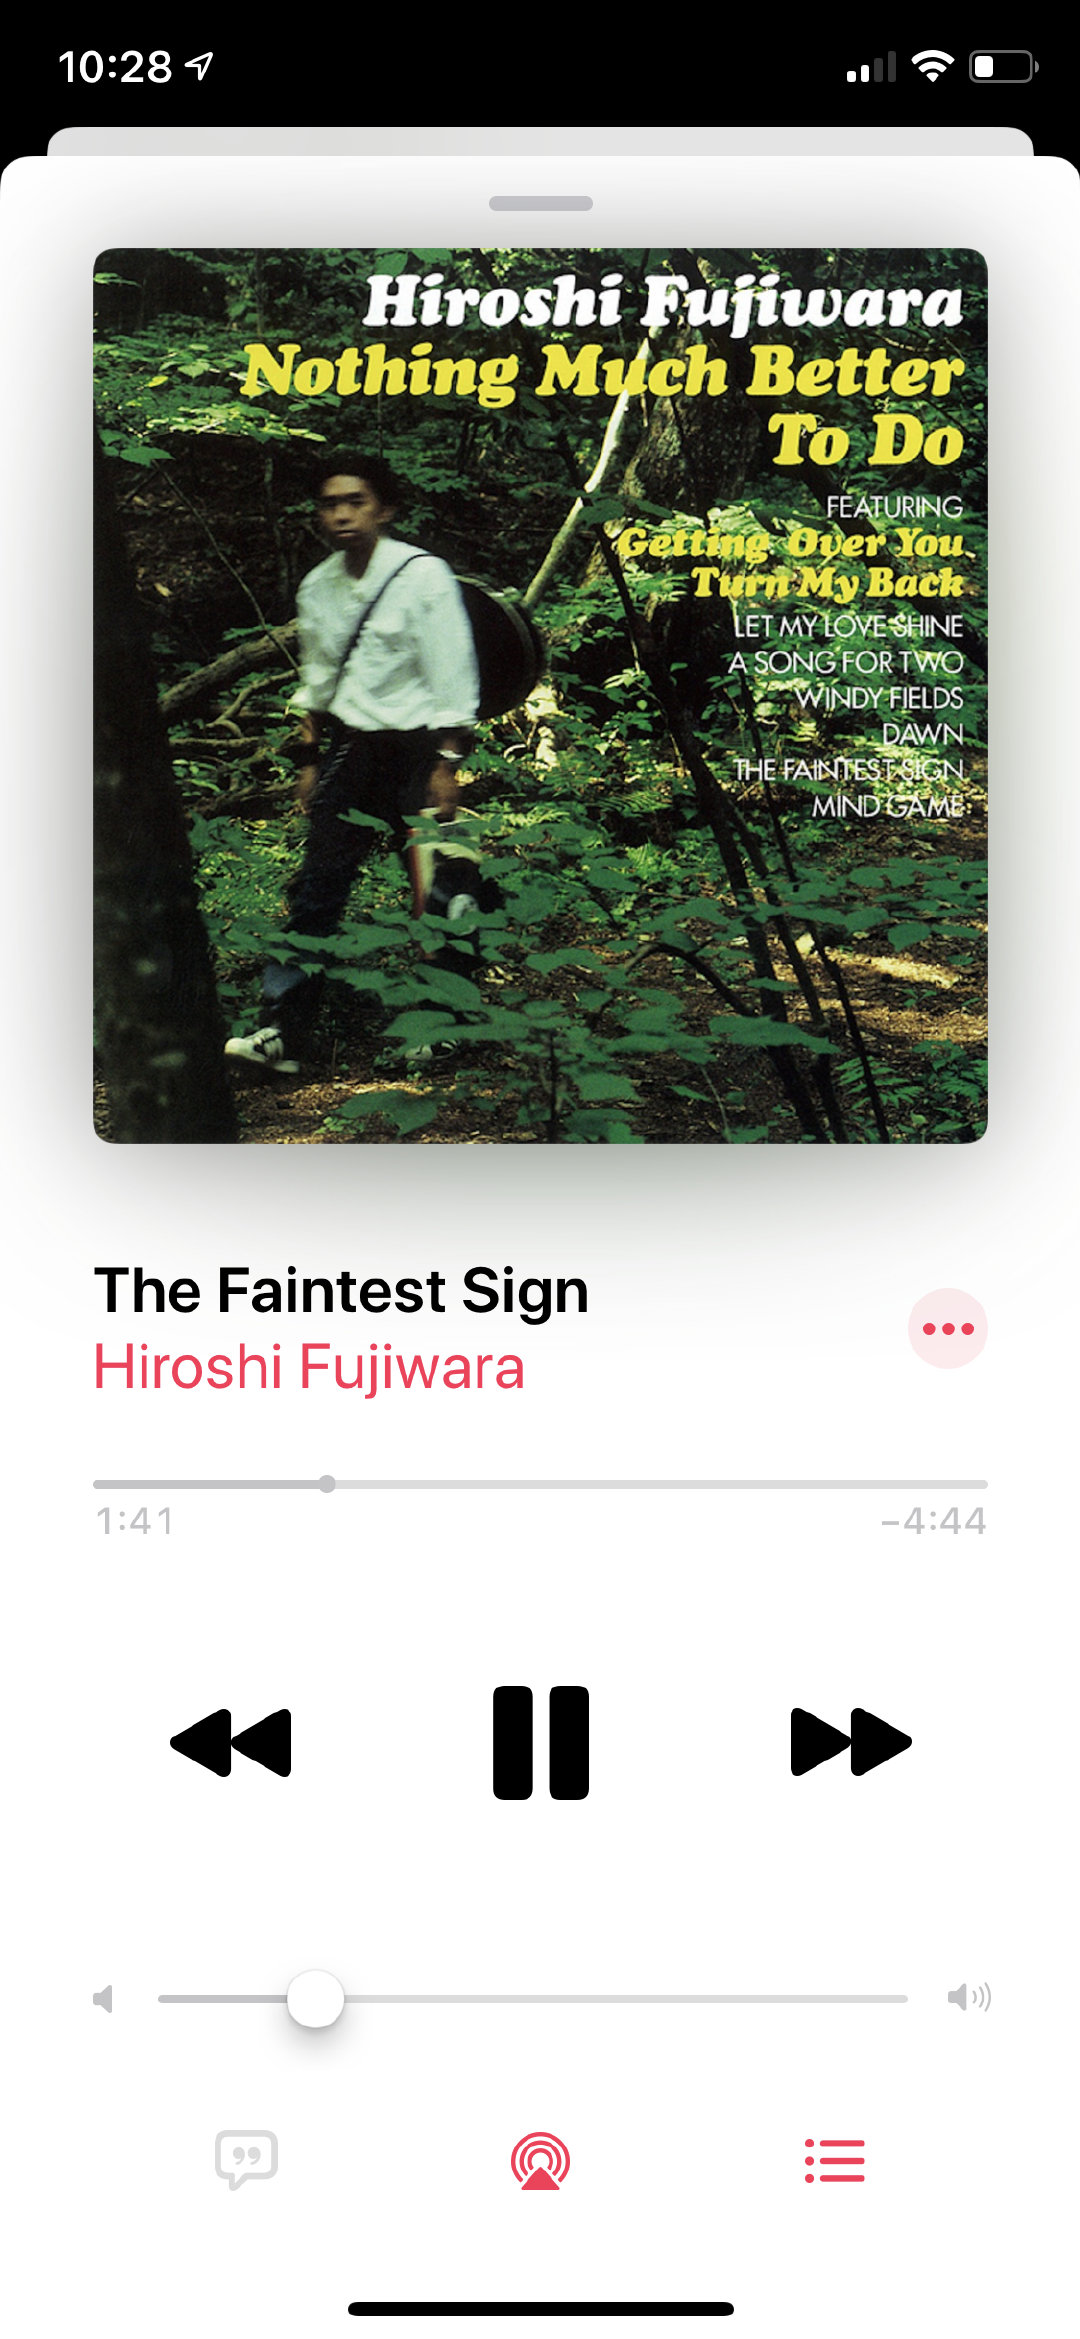 10:28
Hiroshi Fujiwara
Nothing Much Better
To Do
FEATURING
Getting Over You
Turn My Back
LET MY LOVE SHINE
A SONG FOR TWO
WINDY FIELDS
DAWN
THE FAINTEST SIGN
MIND GAME
The Faintest Sign
Hiroshi Fujiwara
1:41
−4:44